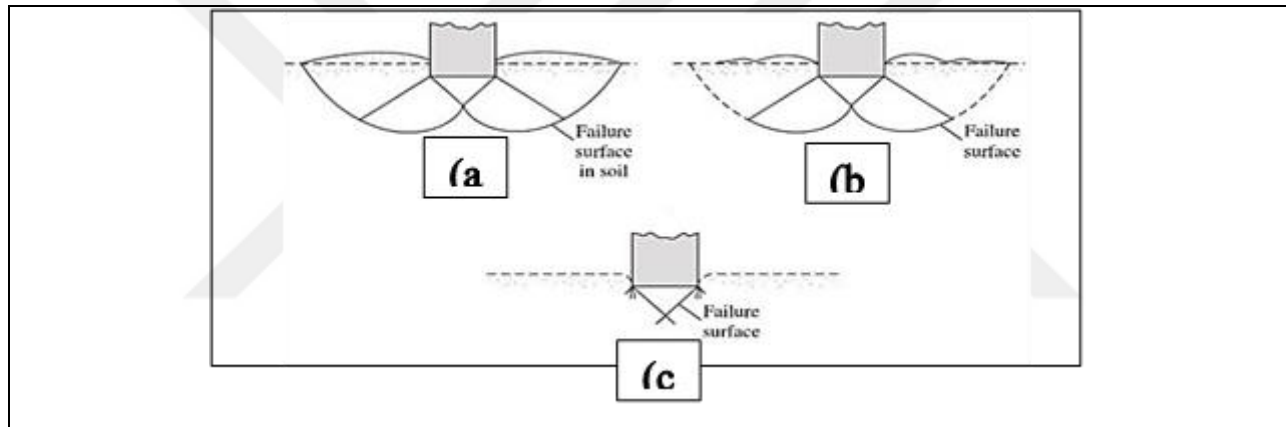 Failure
surface
in soil
(a
Failure
surface
(b
Failure
surface
(c